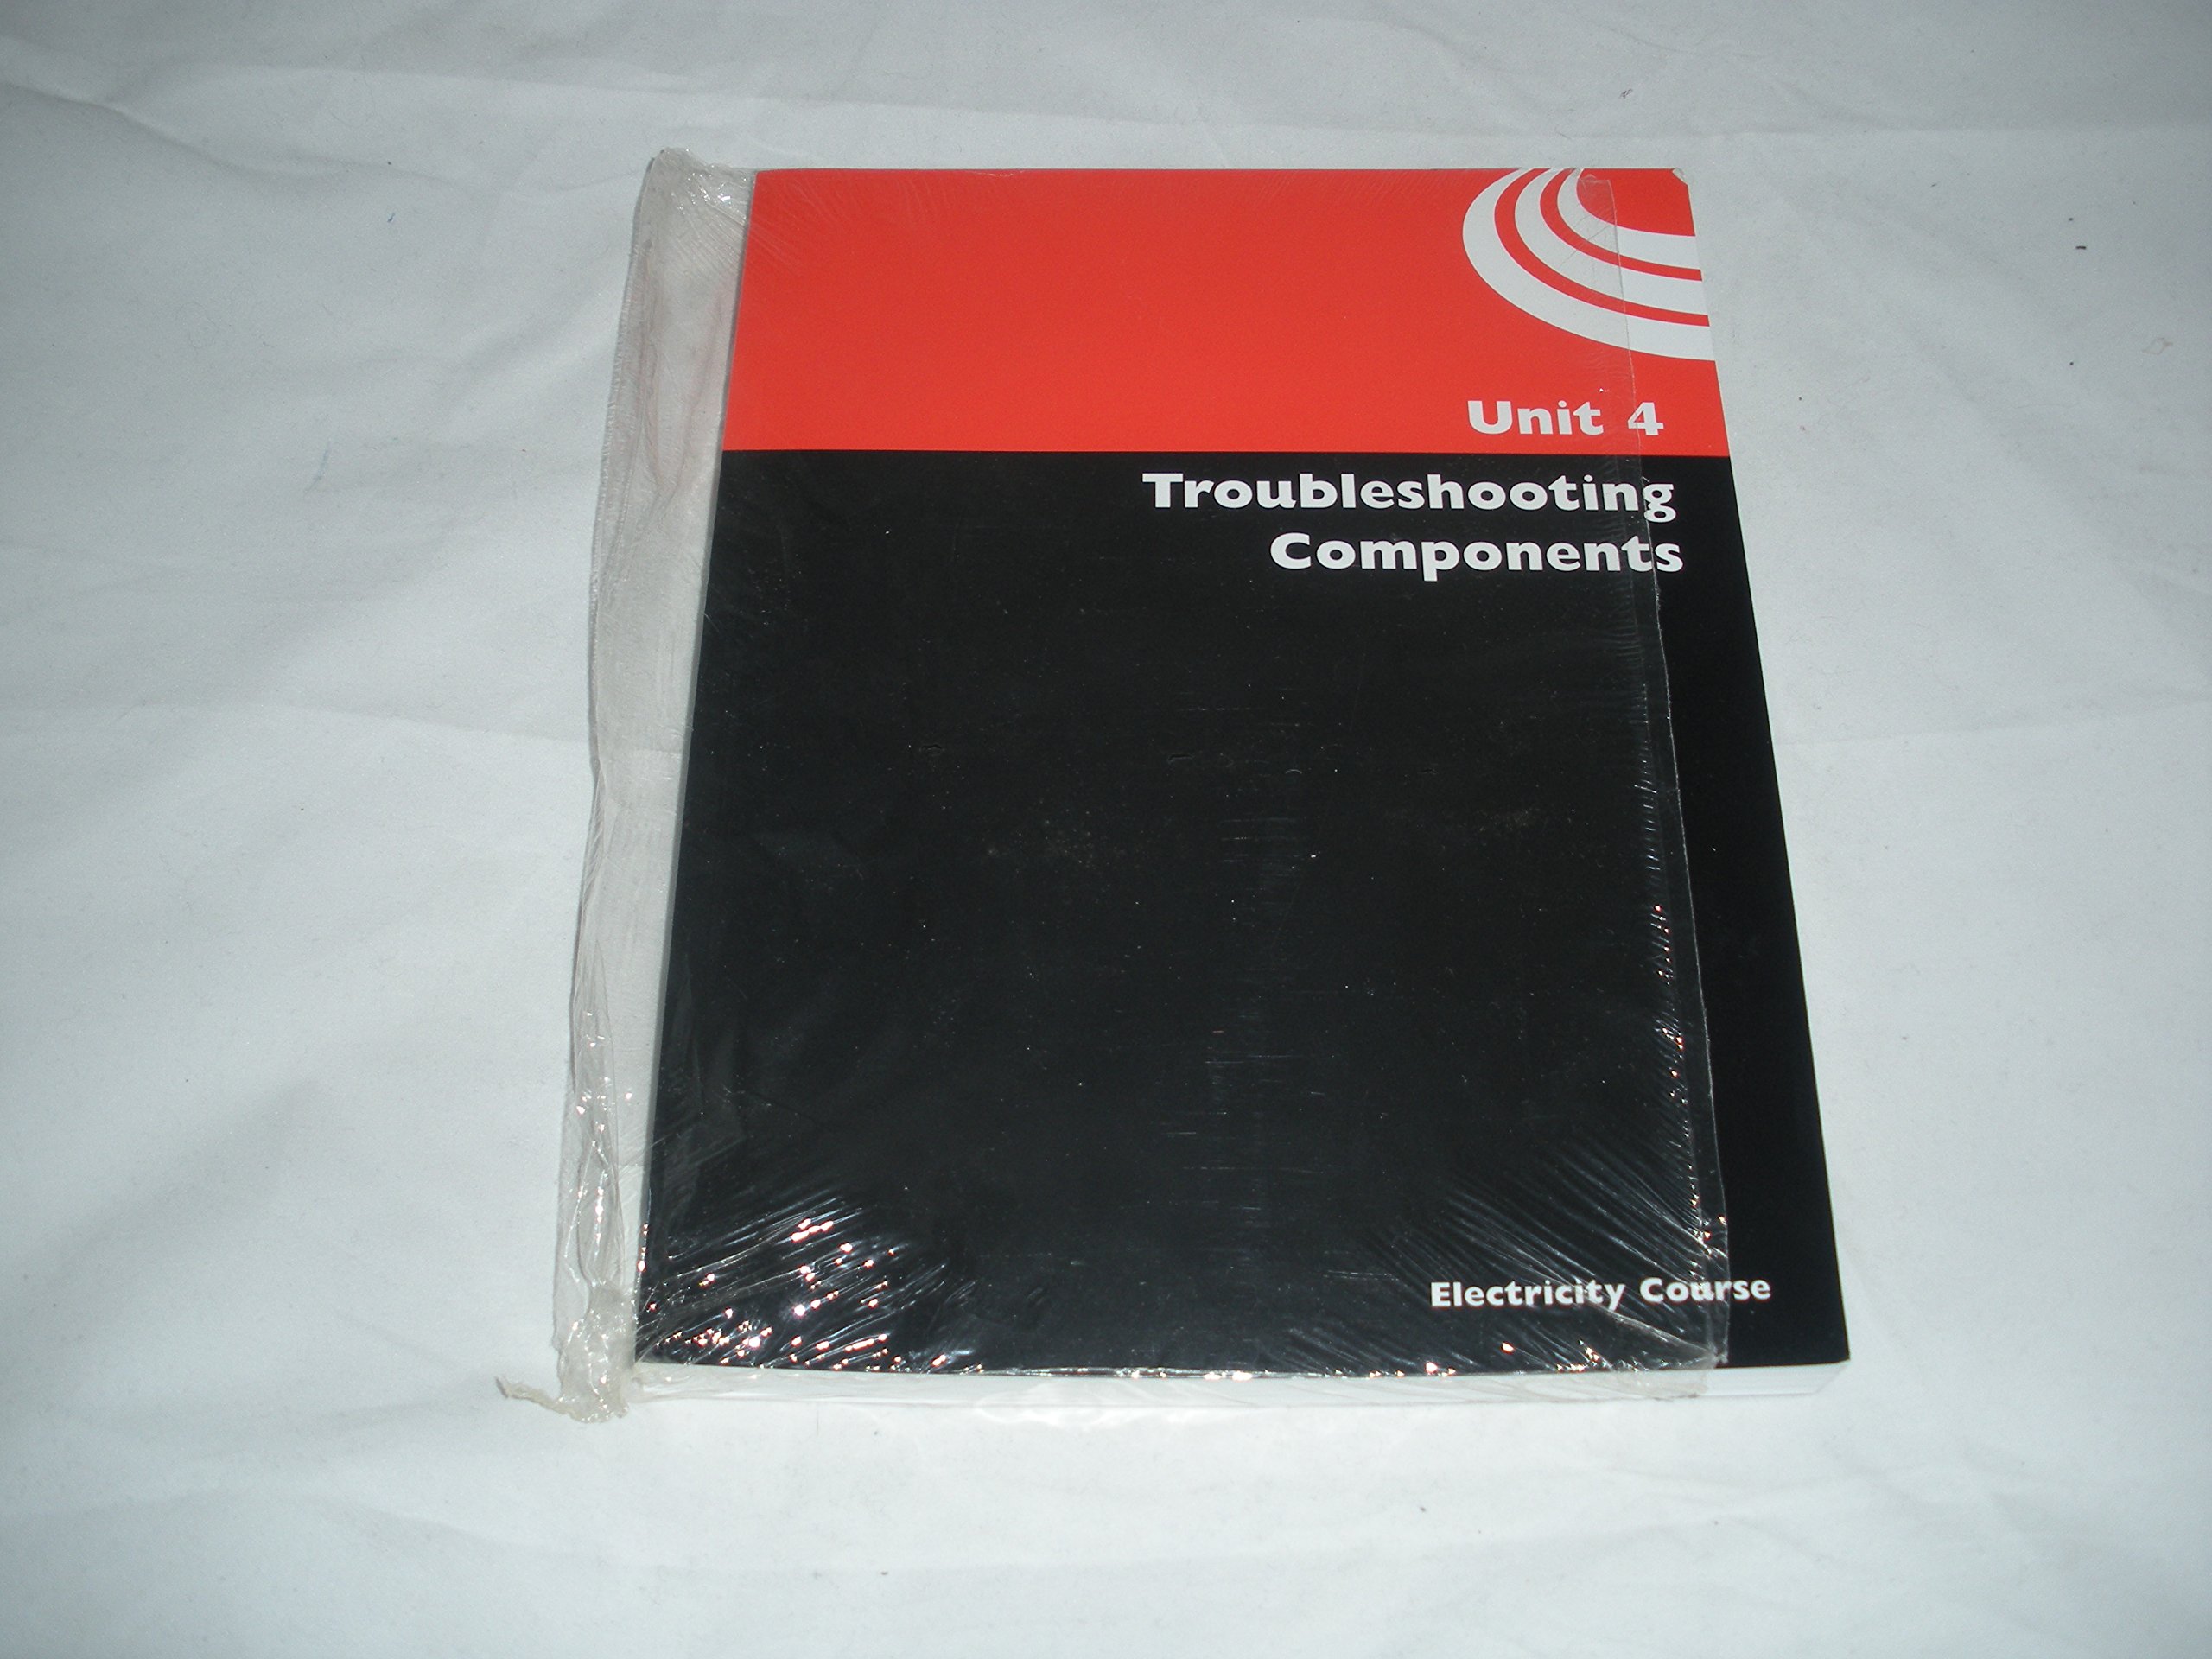 Unit 4
Troubleshooting
Components
Electricity Course